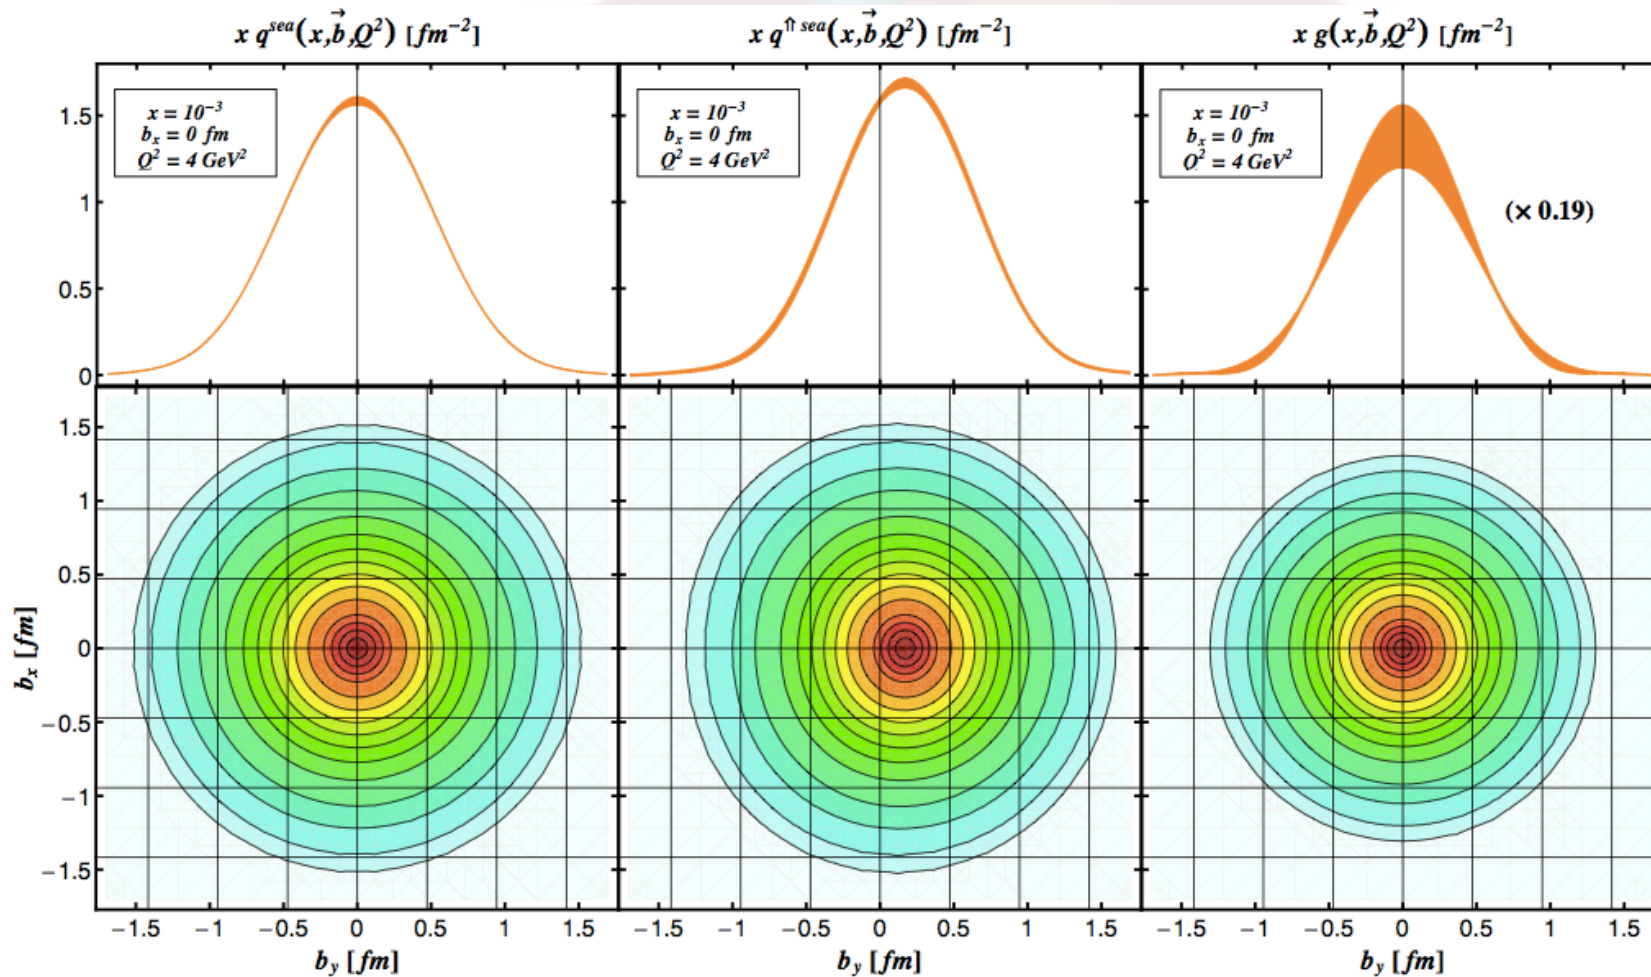 x q^sea(x,b⃗,Q²) [fm⁻²]
x q^⇑ sea(x,b⃗,Q²) [fm⁻²]
x g(x,b⃗,Q²) [fm⁻²]
x = 10⁻³
b_x = 0 fm
Q² = 4 GeV²
x = 10⁻³
b_x = 0 fm
Q² = 4 GeV²
x = 10⁻³
b_x = 0 fm
Q² = 4 GeV²
(× 0.19)
1.5
1
0.5
0
b_x [fm]
1.5
1
0.5
0
−0.5
−1
−1.5
−1.5 −1 −0.5 0 0.5 1 1.5
−1.5 −1 −0.5 0 0.5 1 1.5
−1.5 −1 −0.5 0 0.5 1 1.5
b_y [fm]
b_y [fm]
b_y [fm]